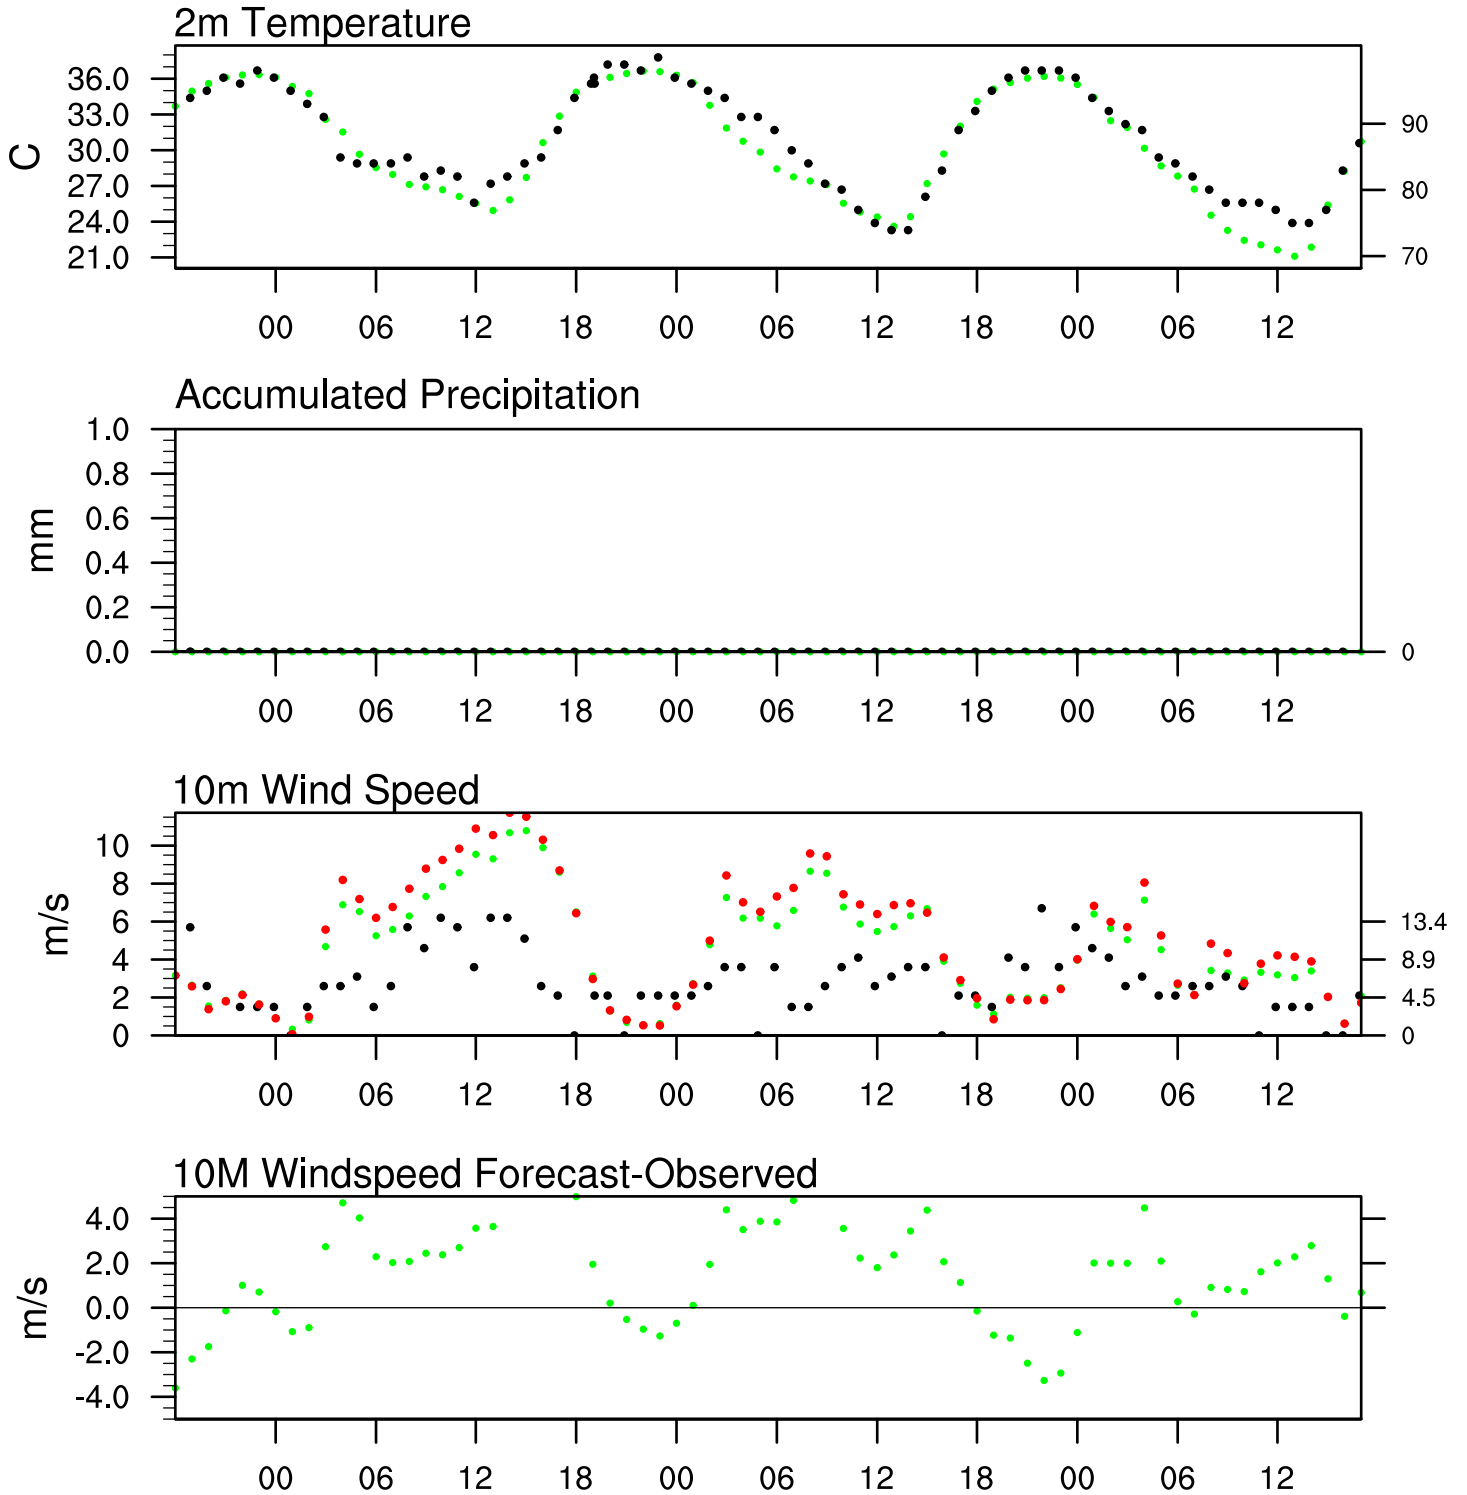 2m Temperature
C
36.0
33.0
30.0
27.0
24.0
21.0
90
80
70
00 06 12 18 00 06 12 18 00 06 12
Accumulated Precipitation
mm
1.0
0.8
0.6
0.4
0.2
0.0
0
00 06 12 18 00 06 12 18 00 06 12
10m Wind Speed
m/s
10
8
6
4
2
0
13.4
8.9
4.5
0
00 06 12 18 00 06 12 18 00 06 12
10M Windspeed Forecast-Observed
m/s
4.0
2.0
0.0
-2.0
-4.0
00 06 12 18 00 06 12 18 00 06 12